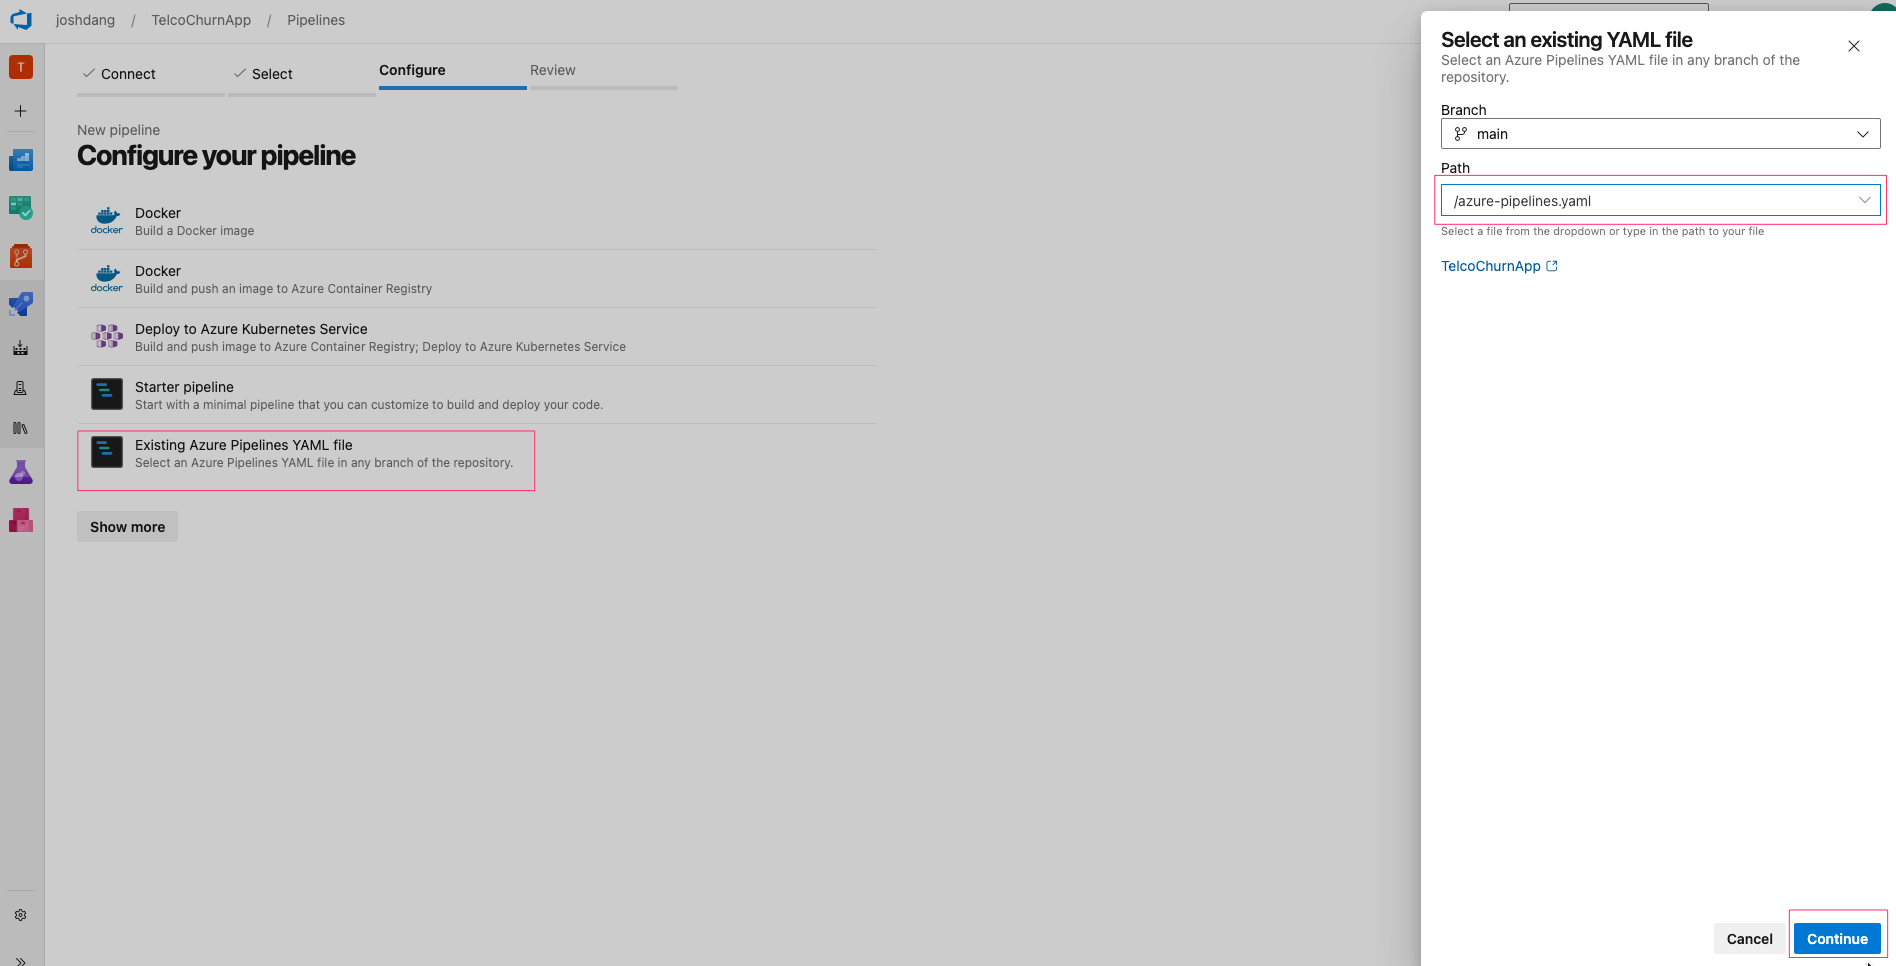 joshdang / TelcoChurnApp / Pipelines
T
Connect
Select
Configure
Review
New pipeline
Configure your pipeline
docker
Docker
Build a Docker image
docker
Docker
Build and push an image to Azure Container Registry
Deploy to Azure Kubernetes Service
Build and push image to Azure Container Registry; Deploy to Azure Kubernetes Service
Starter pipeline
Start with a minimal pipeline that you can customize to build and deploy your code.
Existing Azure Pipelines YAML file
Select an Azure Pipelines YAML file in any branch of the repository.
Show more
Select an existing YAML file
Select an Azure Pipelines YAML file in any branch of the
repository.
Branch
main
Path
/azure-pipelines.yaml
Select a file from the dropdown or type in the path to your file
TelcoChurnApp
Cancel
Continue